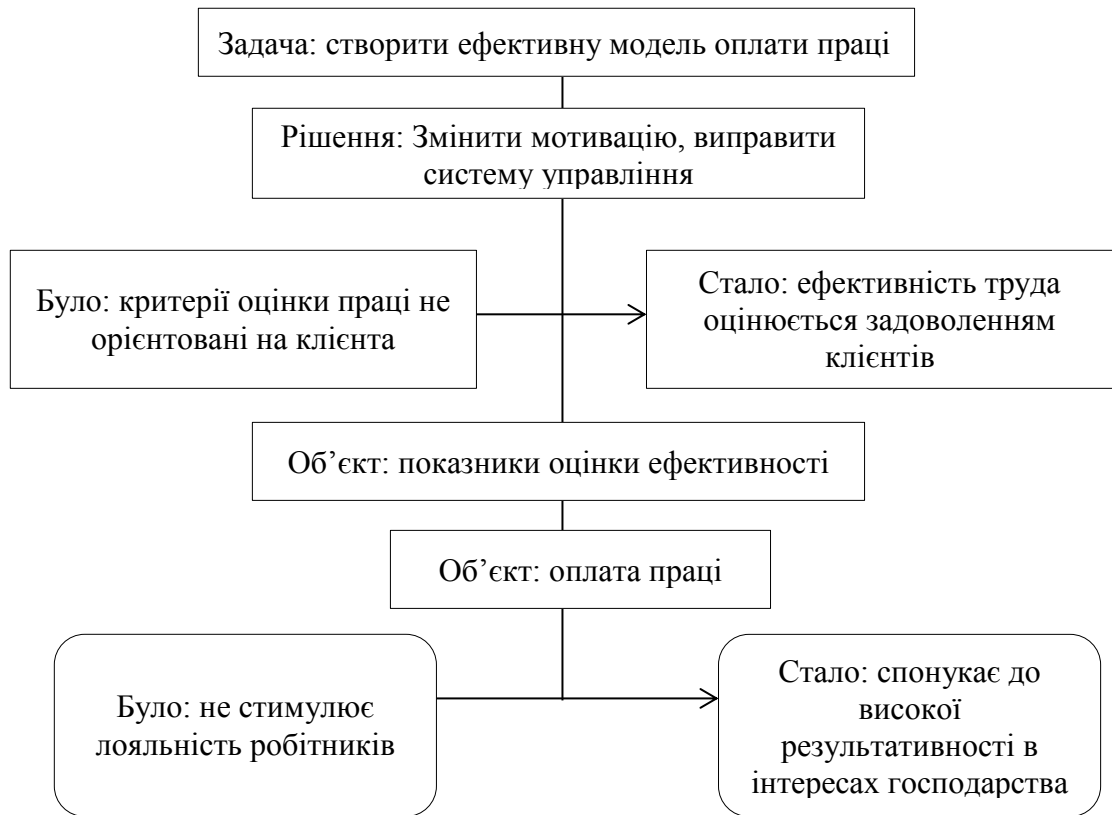 Задача: створити ефективну модель оплати праці
Рішення: Змінити мотивацію, виправити
систему управління
Було: критерії оцінки праці не
орієнтовані на клієнта
Стало: ефективність труда
оцінюється задоволенням
клієнтів
Об’єкт: показники оцінки ефективності
Об’єкт: оплата праці
Було: не стимулює
лояльність робітників
Стало: спонукає до
високої
результативності в
інтересах господарства